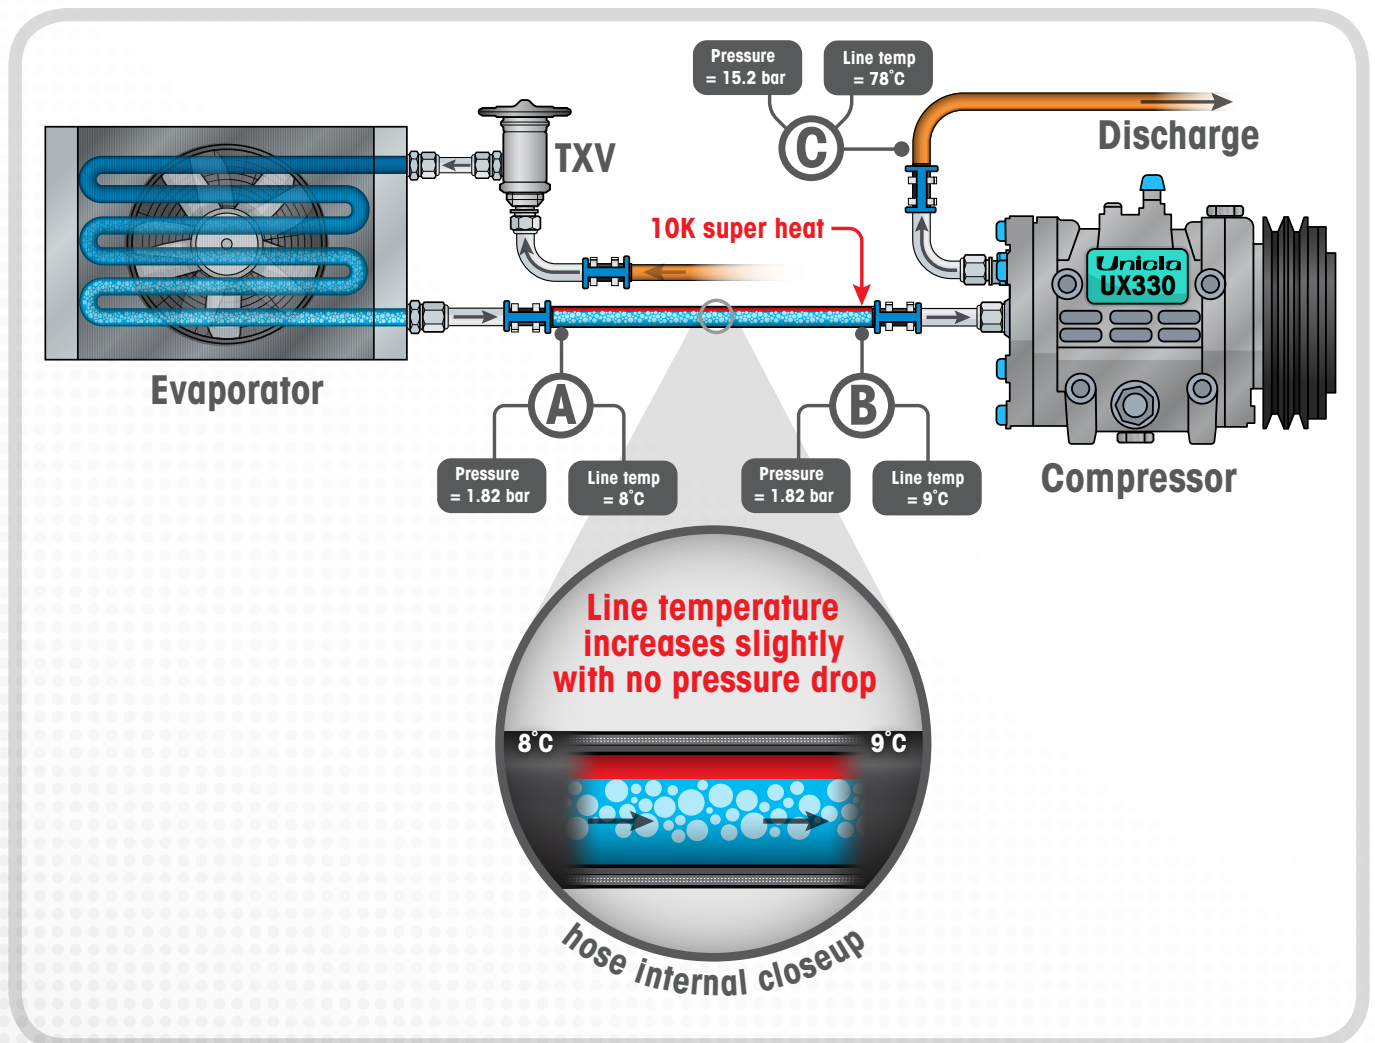 Pressure
= 15.2 bar
Line temp
= 78°C
C
Discharge
TXV
10K super heat
Unicla
UX330
Evaporator
A
B
Pressure
= 1.82 bar
Line temp
= 8°C
Pressure
= 1.82 bar
Line temp
= 9°C
Compressor
Line temperature
increases slightly
with no pressure drop
8°C
9°C
hose internal closeup